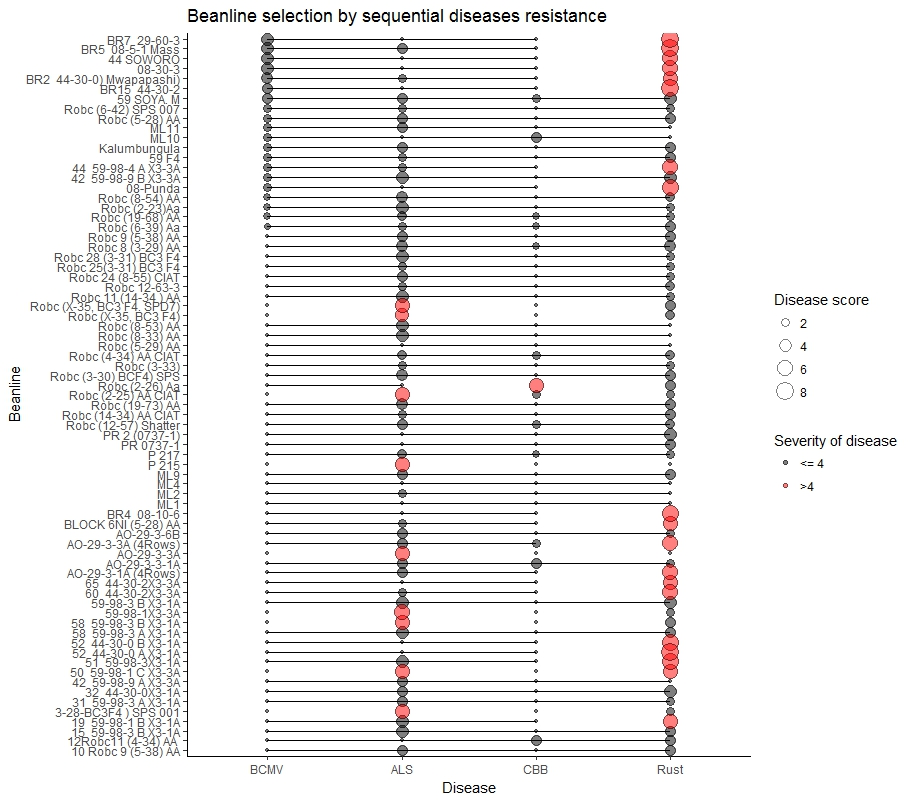 Beanline selection by sequential diseases resistance
BR7  29-60-3
BR5  08-5-1 Mass
44 SOWORO
08-30-3
BR2  44-30-0) Mwapapashi)
BR15  44-30-2
59 SOYA. M
Robc (6-42) SPS 007
Robc (5-28) AA
ML11
ML10
Kalumbungula
59 F4
44  59-98-4 A X3-3A
42  59-98-9 B X3-3A
08-Punda
Robc (8-54) AA
Robc (2-23)Aa
Robc (19-68) AA
Robc (6-39) Aa
Robc 9 (5-38) AA
Robc 8 (3-29) AA
Robc 28 (3-31) BC3 F4
Robc 25(3-31) BC3 F4
Robc 24 (8-55) CIAT
Robc 12-63-3
Robc 11 (14-34 ) AA
Robc (X-35, BC3 F4, SPD7)
Robc (X-35, BC3 F4)
Robc (8-53) AA
Robc (8-33) AA
Robc (5-29) AA
Robc (4-34) AA CIAT
Robc (3-33)
Robc (3-30) BCF4) SPS
Robc (2-26) Aa
Robc (2-25) AA CIAT
Robc (19-73) AA
Robc (14-34) AA CIAT
Robc (12-57) Shatter
PR 2 (0737-1)
PR 0737-1
P 217
P 215
ML9
ML4
ML2
ML1
BR4  08-10-6
BLOCK 6NI (5-28) AA
AO-29-3-6B
AO-29-3-3A (4Rows)
AO-29-3-3A
AO-29-3-3-1A
AO-29-3-1A (4Rows)
65  44-30-2X3-3A
60  44-30-2X3-3A
59-98-3 B X3-1A
59-98-1X3-3A
58  59-98-3 B X3-1A
58  59-98-3 A X3-1A
52  44-30-0 B X3-1A
52  44-30-0 A X3-1A
51  59-98-3X3-1A
50  59-98-1 C X3-3A
42  59-98-9 A X3-3A
32  44-30-0X3-1A
31  59-98-3 A X3-1A
3-28-BC3F4 ) SPS 001
19  59-98-1 B X3-1A
15  59-98-3 B X3-1A
12Robc11 (4-34) AA
10 Robc 9 (5-38) AA
Beanline
BCMV ALS CBB Rust
Disease
Disease score
2
4
6
8
Severity of disease
<= 4
>4